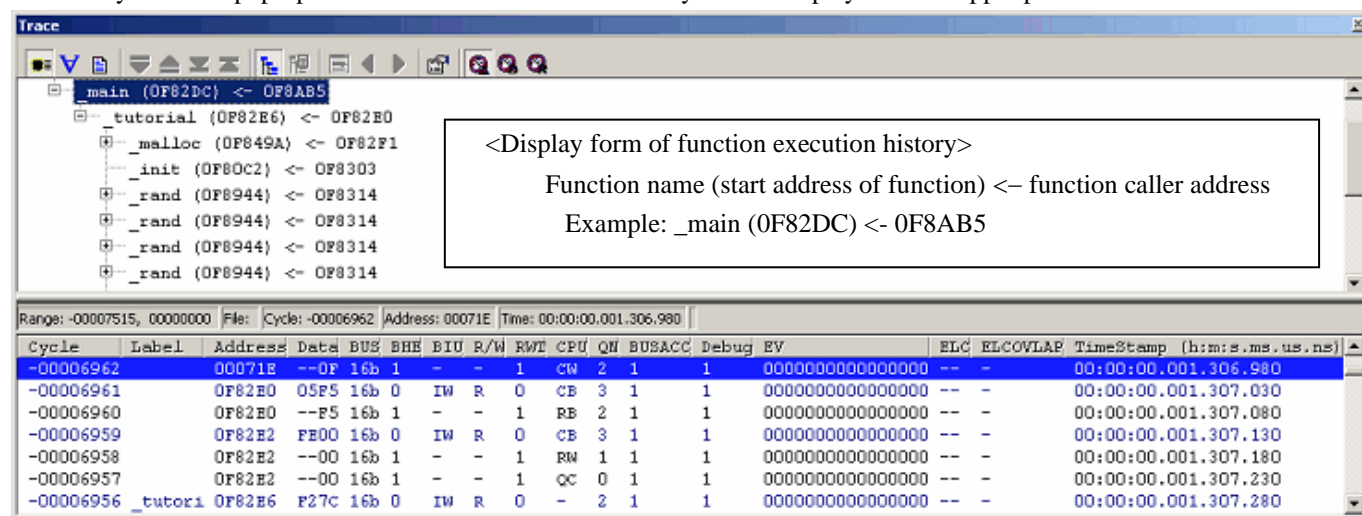 Trace
_main (0F82DC) <- 0F8AB5
_tutorial (0F82E6) <- 0F82E0
_malloc (0F849A) <- 0F82F1
_init (0F80C2) <- 0F8303
_rand (0F8944) <- 0F8314
_rand (0F8944) <- 0F8314
_rand (0F8944) <- 0F8314
_rand (0F8944) <- 0F8314
<Display form of function execution history>
Function name (start address of function) <– function caller address
Example: _main (0F82DC) <- 0F8AB5
Range: -00007515, 00000000 File: Cycle: -00006962 Address: 00071E Time: 00:00:00.001.306.980
Cycle Label Address Data BUS BHE BIU R/W RWT CPU QN BUSACC Debug EV ELC ELCOVLAP TimeStamp (h:m:s.ms.us.ns)
-00006962 00071E --0F 16b 1 - - 1 CW 2 1 1 0000000000000000 -- - 00:00:00.001.306.980
-00006961 0F82E0 05F5 16b 0 IW R 0 CB 3 1 1 0000000000000000 -- - 00:00:00.001.307.030
-00006960 0F82E0 --F5 16b 1 - - 1 RB 2 1 1 0000000000000000 -- - 00:00:00.001.307.080
-00006959 0F82E2 FE00 16b 0 IW R 0 CB 3 1 1 0000000000000000 -- - 00:00:00.001.307.130
-00006958 0F82E2 --00 16b 1 - - 1 RW 1 1 1 0000000000000000 -- - 00:00:00.001.307.180
-00006957 0F82E2 --00 16b 1 - - 1 QC 0 1 1 0000000000000000 -- - 00:00:00.001.307.230
-00006956 _tutori 0F82E6 F27C 16b 0 IW R 0 - 2 1 1 0000000000000000 -- - 00:00:00.001.307.280